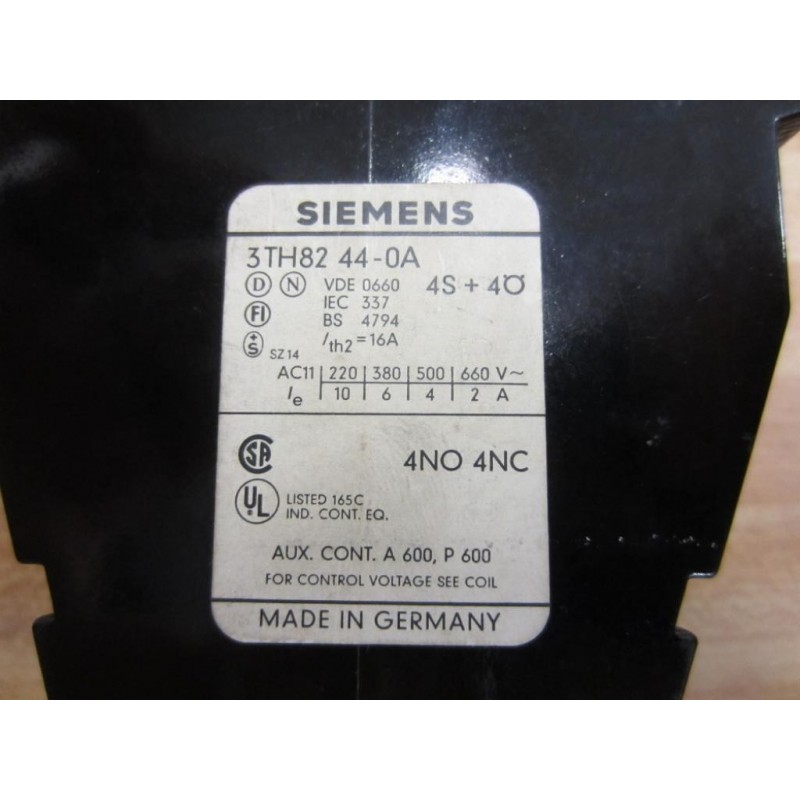 SIEMENS
3TH82 44-0A
D N VDE 0660 4S + 4Ö
FI IEC 337
BS 4794
+S SZ14 Ith2=16A
AC11 | 220 | 380 | 500 | 660 V~
Ie | 10 | 6 | 4 | 2 A
CSA 4NO 4NC
UL LISTED 165C
IND. CONT. EQ.
AUX. CONT. A 600, P 600
FOR CONTROL VOLTAGE SEE COIL
MADE IN GERMANY